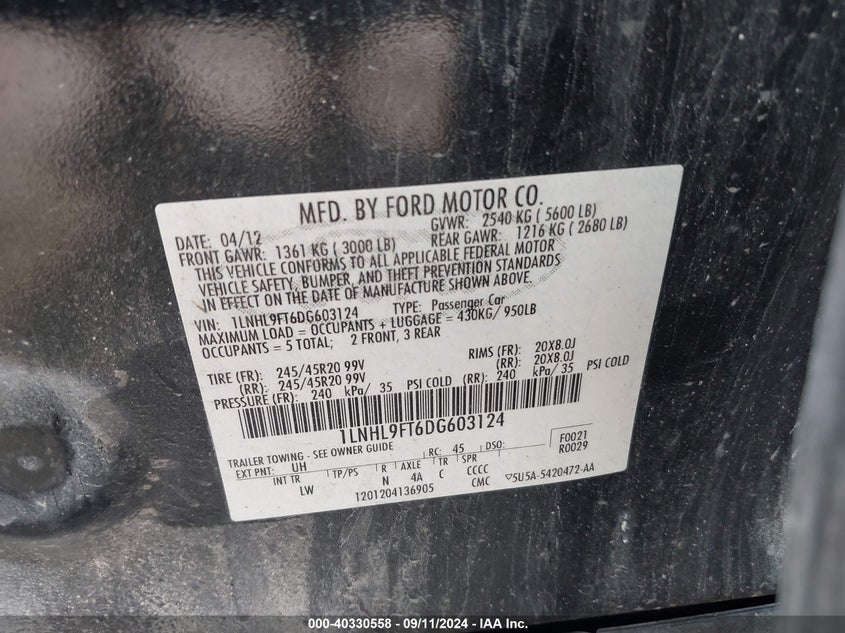 MFD. BY FORD MOTOR CO.
DATE: 04/12 GVWR: 2540 KG ( 5600 LB)
FRONT GAWR: 1361 KG ( 3000 LB) REAR GAWR: 1216 KG ( 2680 LB)
THIS VEHICLE CONFORMS TO ALL APPLICABLE FEDERAL MOTOR
VEHICLE SAFETY, BUMPER, AND THEFT PREVENTION STANDARDS
IN EFFECT ON THE DATE OF MANUFACTURE SHOWN ABOVE.
VIN: 1LNHL9FT6DG603124 TYPE: Passenger Car
MAXIMUM LOAD = OCCUPANTS + LUGGAGE = 430KG/ 950LB
OCCUPANTS = 5 TOTAL; 2 FRONT, 3 REAR
TIRE (FR): 245/45R20 99V RIMS (FR): 20X8.0J
(RR): 245/45R20 99V (RR): 20X8.0J
PRESSURE (FR): 240 kPa/ 35 PSI COLD (RR): 240 kPa/ 35 PSI COLD
1LNHL9FT6DG603124
TRAILER TOWING - SEE OWNER GUIDE F0021
EXT PNT: UH RC: 45 DSO: R0029
INT TR TP/PS R AXLE TR SPR
LW N 4A C CCCC
1201204136905 CMC ▽5U5A-5420472-AA
000-40330558 - 09/11/2024 - IAA Inc.